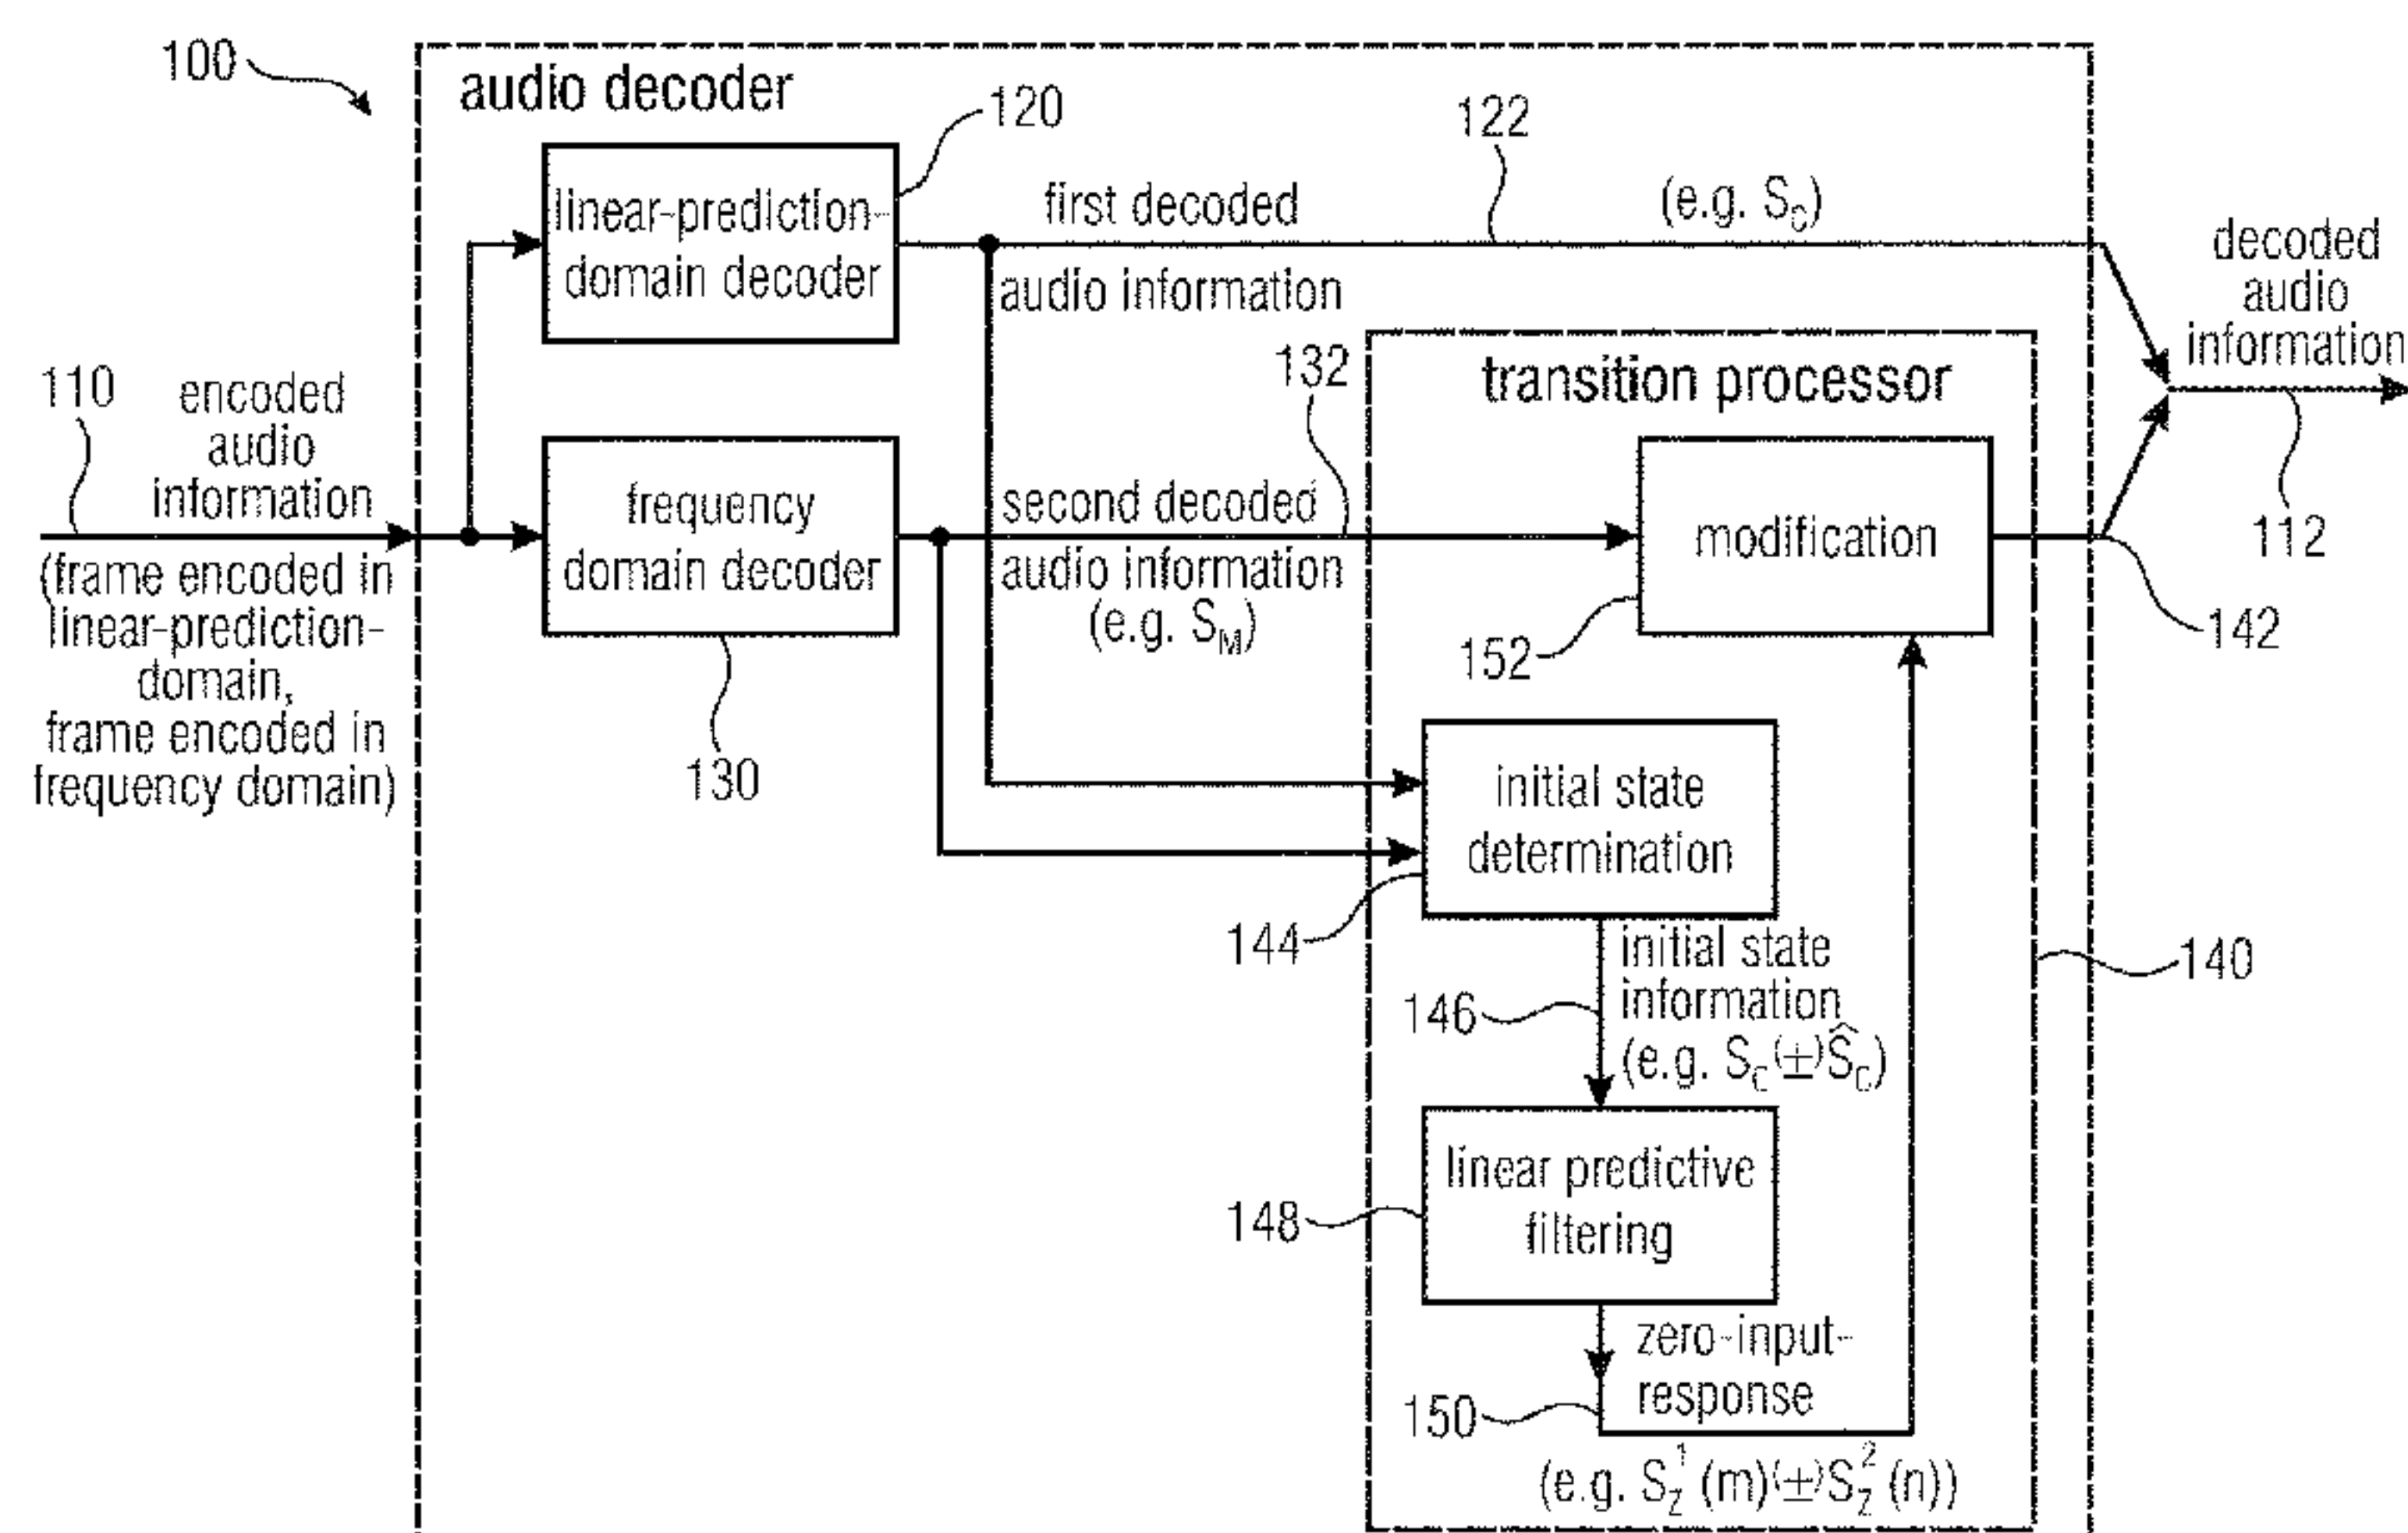 100
audio decoder
120
122
linear-prediction-
domain decoder
first decoded
audio information
(e.g. S_C)
decoded
audio
information
110
encoded
audio
information
(frame encoded in
linear-prediction-
domain,
frame encoded in
frequency domain)
132
transition processor
frequency
domain decoder
second decoded
audio information
(e.g. S_M)
modification
112
142
152
130
initial state
determination
144
initial state
information
(e.g. S_C(±)Ŝ_C)
146
140
linear predictive
filtering
148
zero-input-
response
150
(e.g. S_Z^1(m)(±)S_Z^2(n))